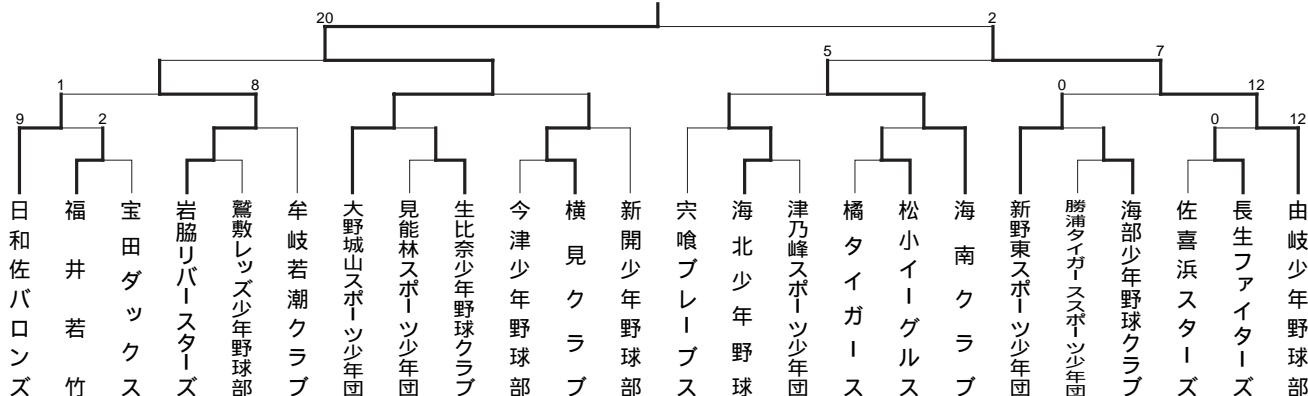 20
2
5
7
1
8
0
12
9
2
0
12
日和佐バロンズ
福井若竹
宝田ダックス
岩脇リバースターズ
鷲敷レッズ少年野球部
牟岐若潮クラブ
大野城山スポーツ少年団
見能林スポーツ少年団
生比奈少年野球クラブ
今津少年野球部
横見クラブ
新開少年野球部
宍喰ブレーブス
海北少年野球
津乃峰スポーツ少年団
橘タイガース
松小イーグルス
海南クラブ
新野東スポーツ少年団
勝浦タイガーススポーツ少年団
海部少年野球クラブ
佐喜浜スターズ
長生ファイターズ
由岐少年野球部